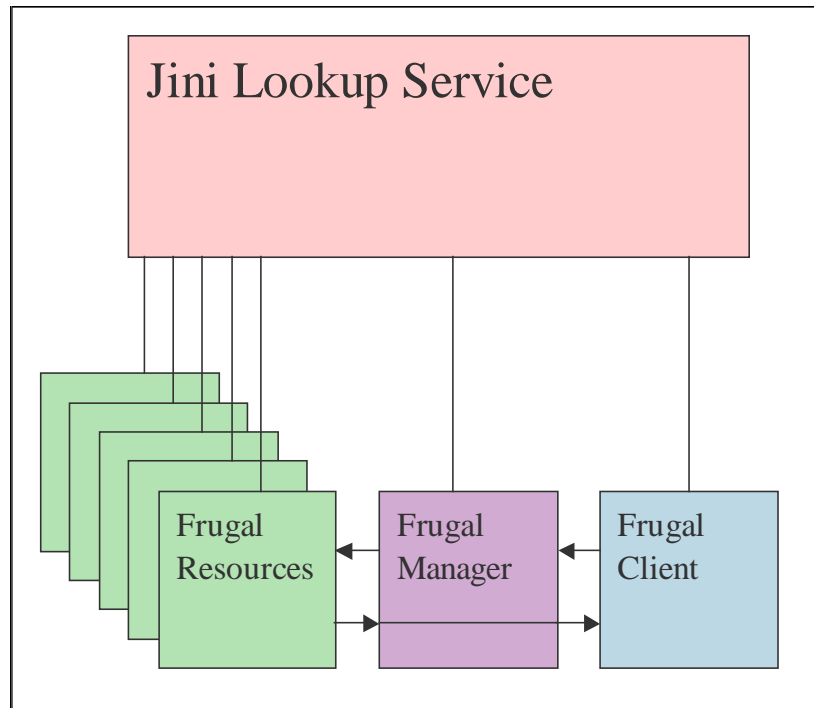 Jini Lookup Service
Frugal
Resources
Frugal
Manager
Frugal
Client